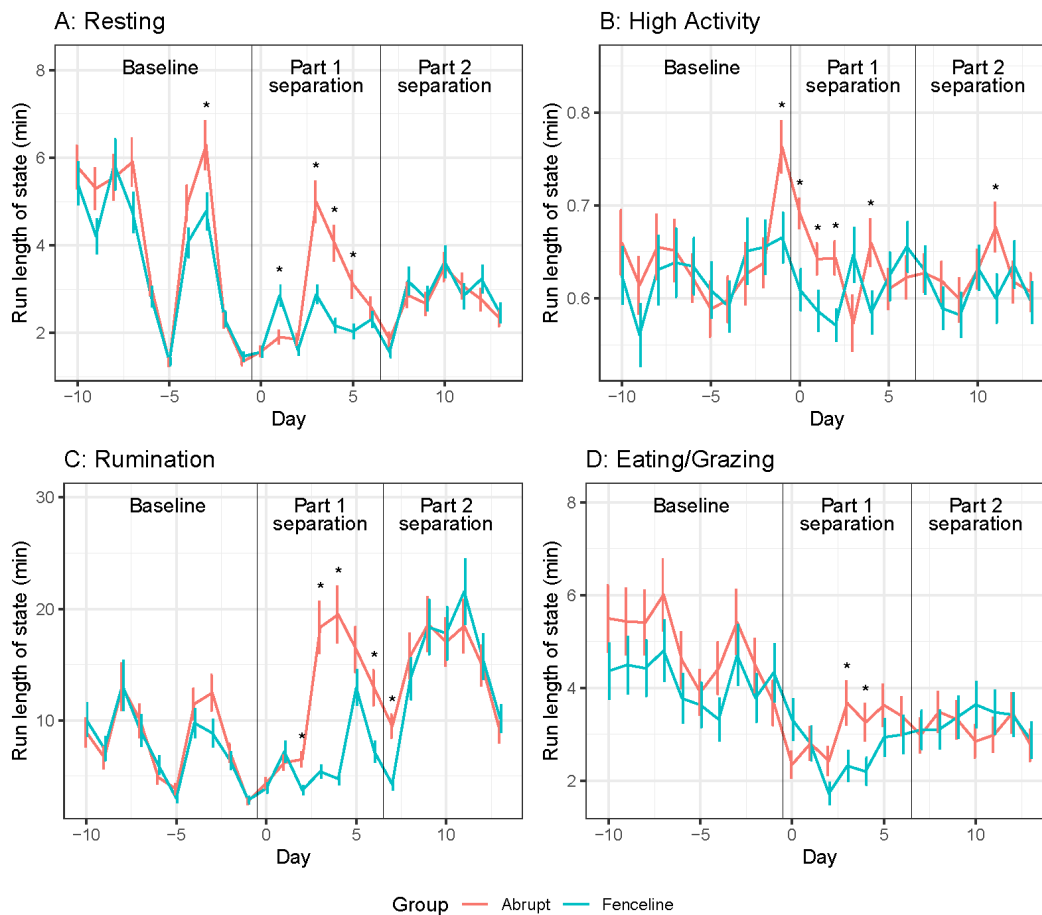 A: Resting
Baseline
Part 1
separation
Part 2
separation
*
*
*
*
*
8
6
4
2
Run length of state (min)
−10
−5
0
5
10
Day
B: High Activity
Baseline
Part 1
separation
Part 2
separation
*
*
*
*
*
*
0.8
0.7
0.6
Run length of state (min)
−10
−5
0
5
10
Day
C: Rumination
Baseline
Part 1
separation
Part 2
separation
*
*
*
*
*
30
20
10
Run length of state (min)
−10
−5
0
5
10
Day
D: Eating/Grazing
Baseline
Part 1
separation
Part 2
separation
*
*
8
6
4
2
Run length of state (min)
−10
−5
0
5
10
Day
Group Abrupt Fenceline